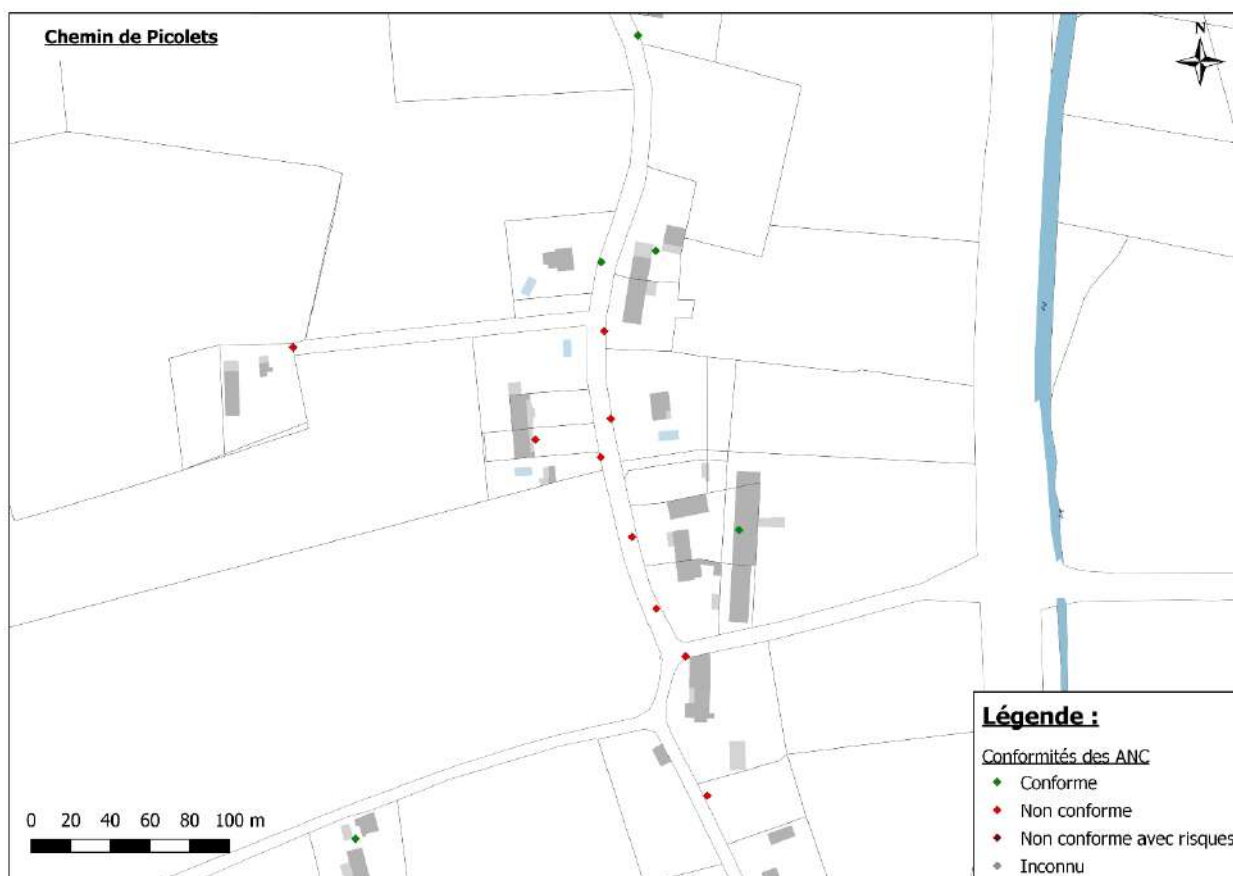 Chemin de Picolets
N
0 20 40 60 80 100 m
Légende :
Conformités des ANC
Conforme
Non conforme
Non conforme avec risques
Inconnu